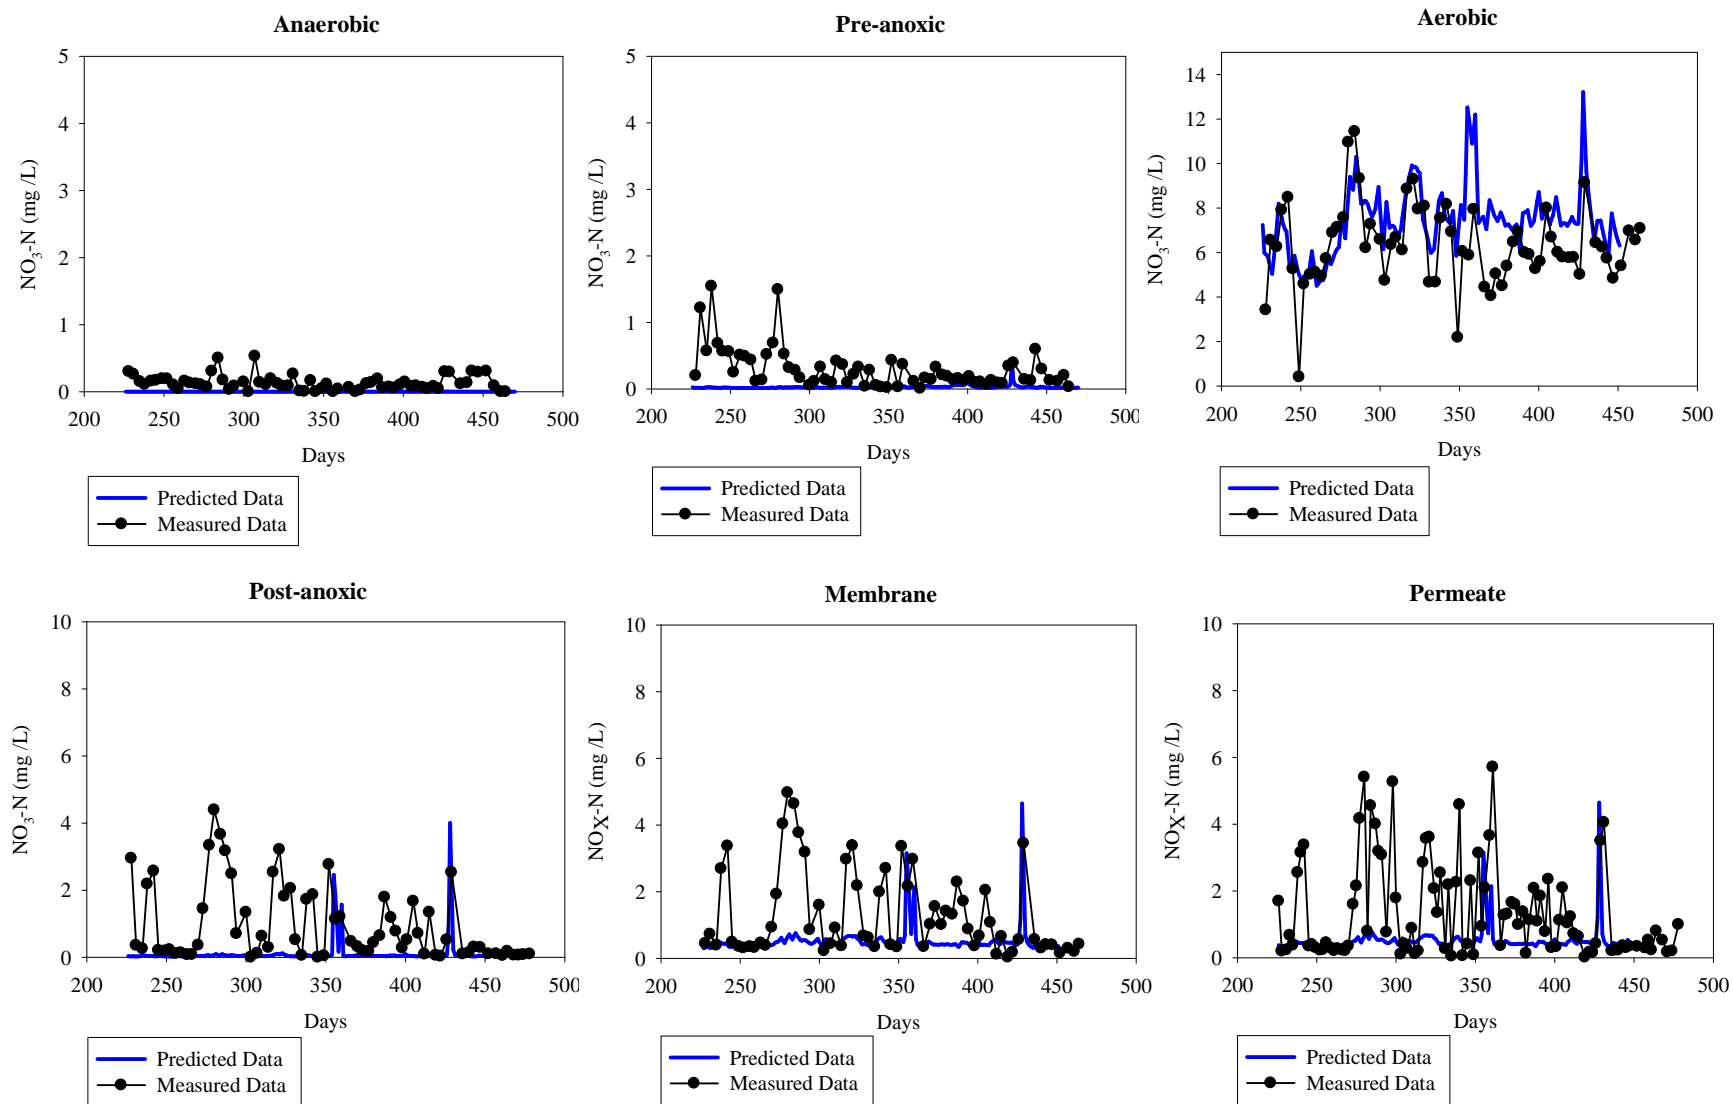 Anaerobic
5
4
3
2
1
0
NO3-N (mg /L)
200 250 300 350 400 450 500
Days
Predicted Data
Measured Data
Pre-anoxic
5
4
3
2
1
0
NO3-N (mg /L)
200 250 300 350 400 450 500
Days
Predicted Data
Measured Data
Aerobic
14
12
10
8
6
4
2
0
NO3-N (mg /L)
200 250 300 350 400 450 500
Days
Predicted Data
Measured Data
Post-anoxic
10
8
6
4
2
0
NO3-N (mg /L)
200 250 300 350 400 450 500
Days
Predicted Data
Measured Data
Membrane
10
8
6
4
2
0
NOX-N (mg /L)
200 250 300 350 400 450 500
Days
Predicted Data
Measured Data
Permeate
10
8
6
4
2
0
NOX-N (mg /L)
200 250 300 350 400 450 500
Days
Predicted Data
Measured Data